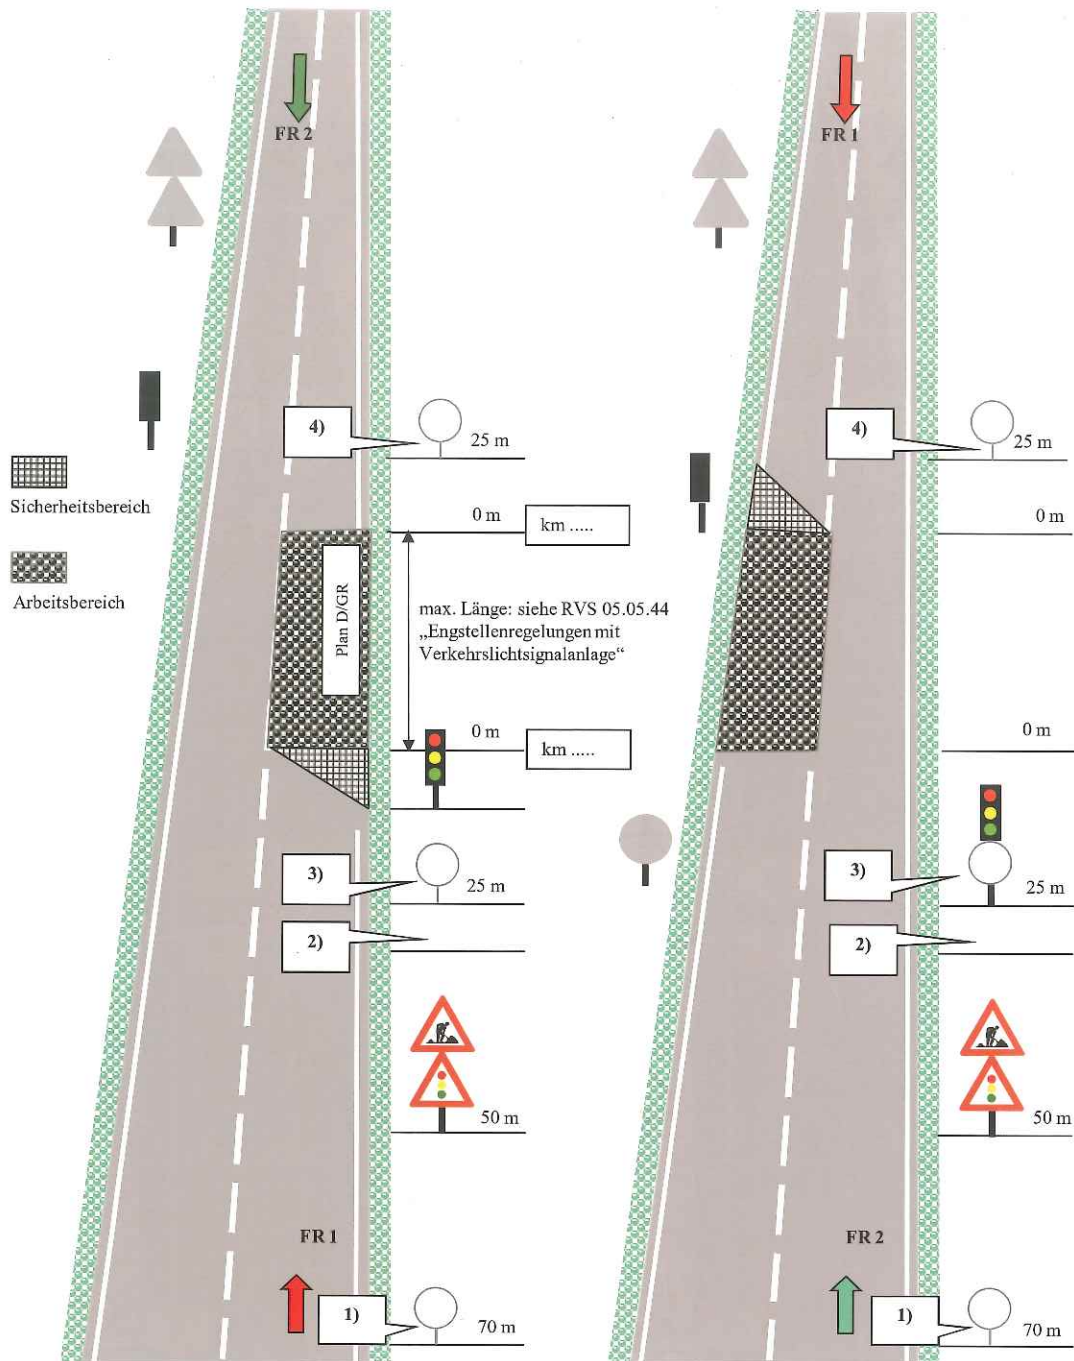 FR 2
4)
25 m
Sicherheitsbereich
0 m
km .....
Arbeitsbereich
Plan D/GR
max. Länge: siehe RVS 05.05.44
„Engstellenregelungen mit
Verkehrslichtsignalanlage“
0 m
km .....
3)
25 m
2)
50 m
FR 1
1)
70 m
FR 1
4)
25 m
0 m
0 m
3)
25 m
2)
50 m
FR 2
1)
70 m